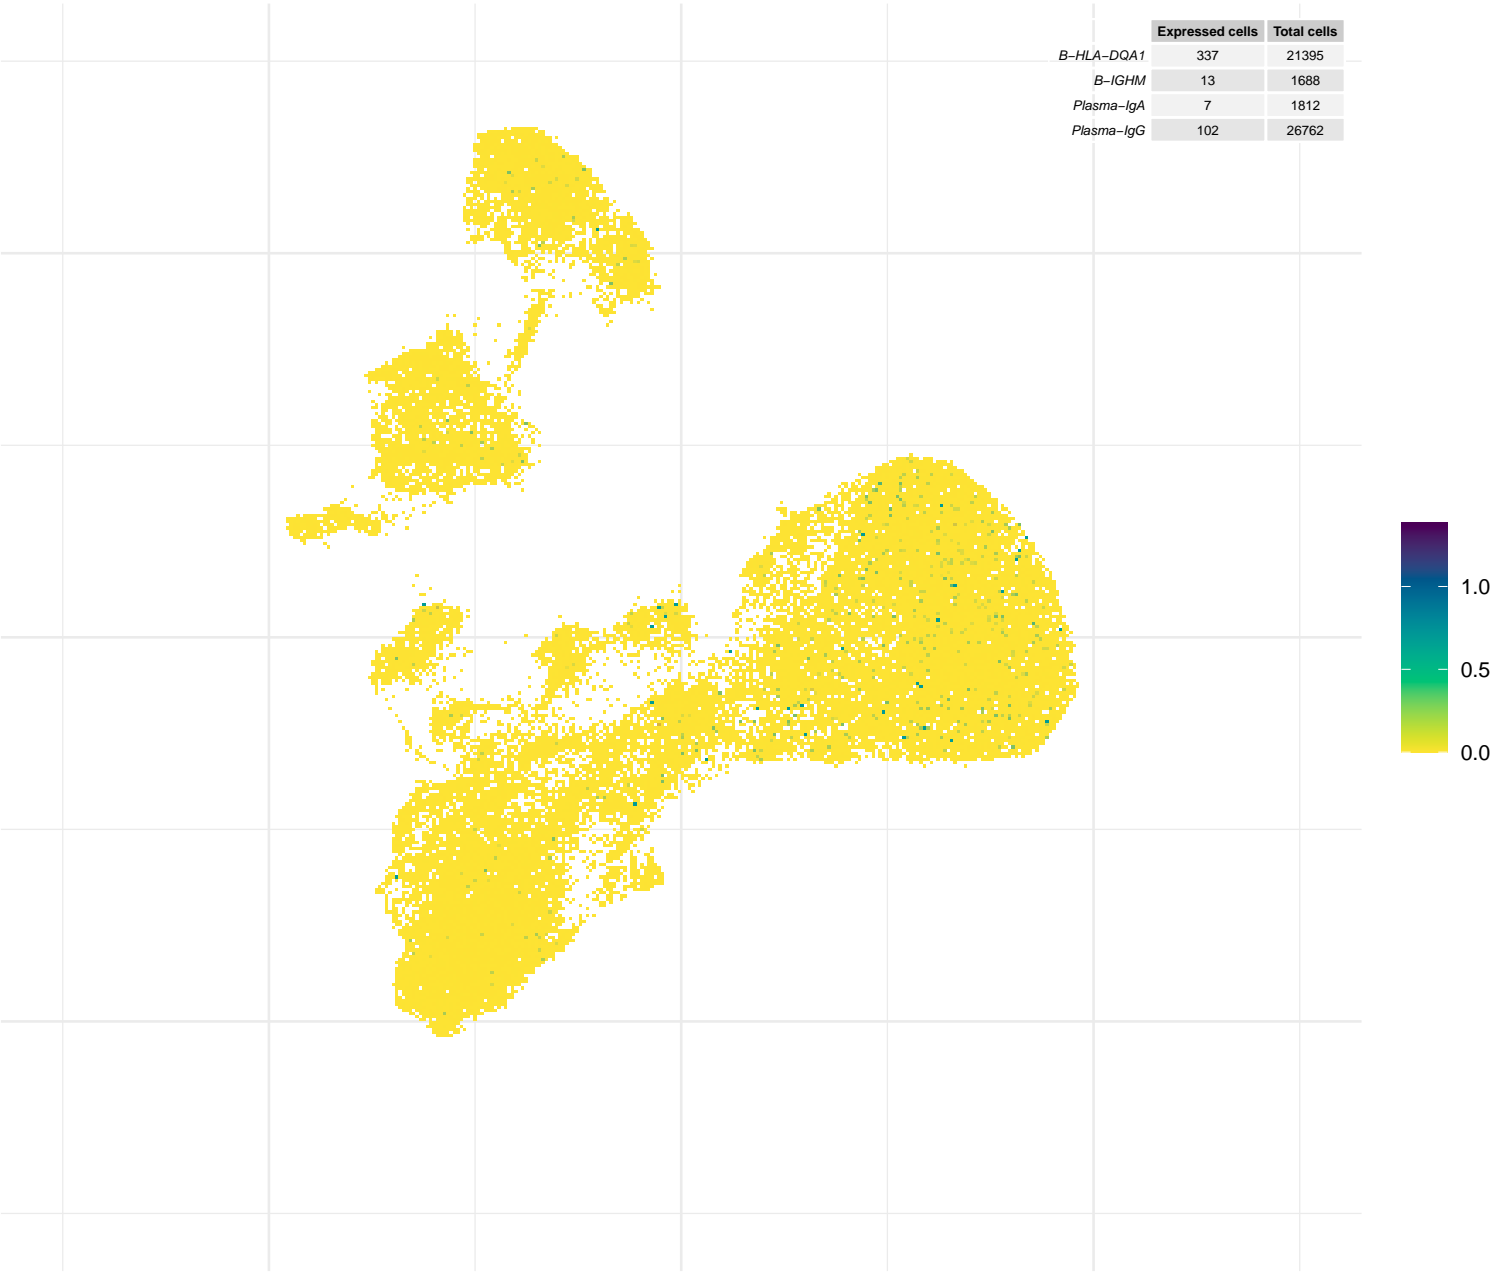 Expressed cells Total cells
B-HLA-DQA1 337 21395
B-IGHM 13 1688
Plasma-IgA 7 1812
Plasma-IgG 102 26762
1.0
0.5
0.0